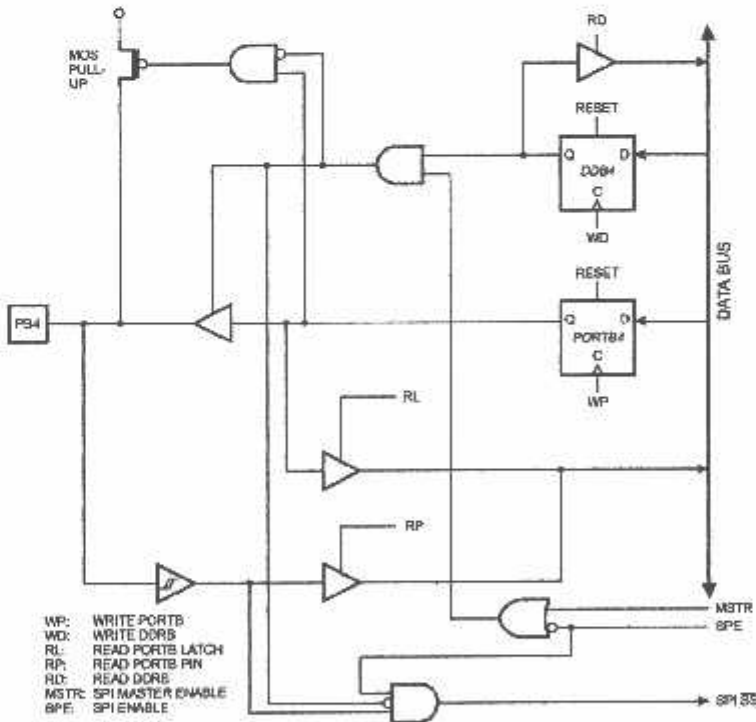 RD
MOS
PULL-
UP
RESET
Q
D
DDB4
C
WD
RESET
PB4
Q
D
PORTB4
C
WP
DATA BUS
RL
RP
MSTR
SPE
WP: WRITE PORTB
WD: WRITE DDRB
RL: READ PORTB LATCH
RP: READ PORTB PIN
RD: READ DDRB
MSTR: SPI MASTER ENABLE
SPE: SPI ENABLE
SPI SS